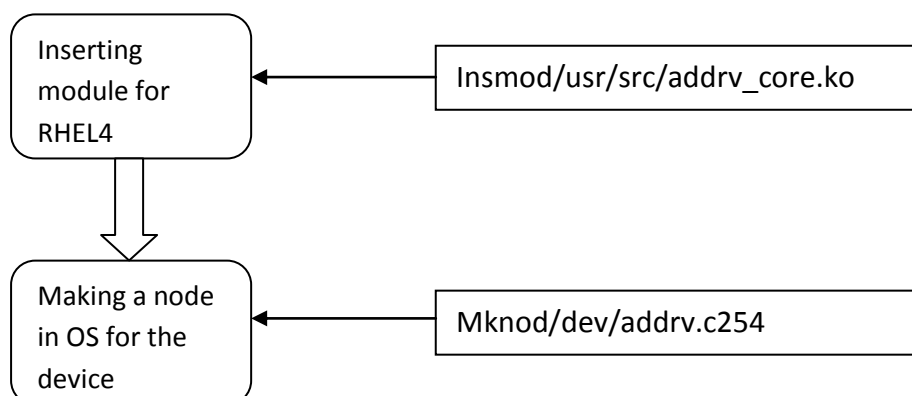 Inserting
module for
RHEL4
Insmod/usr/src/addrv_core.ko
Making a node
in OS for the
device
Mknod/dev/addrv.c254